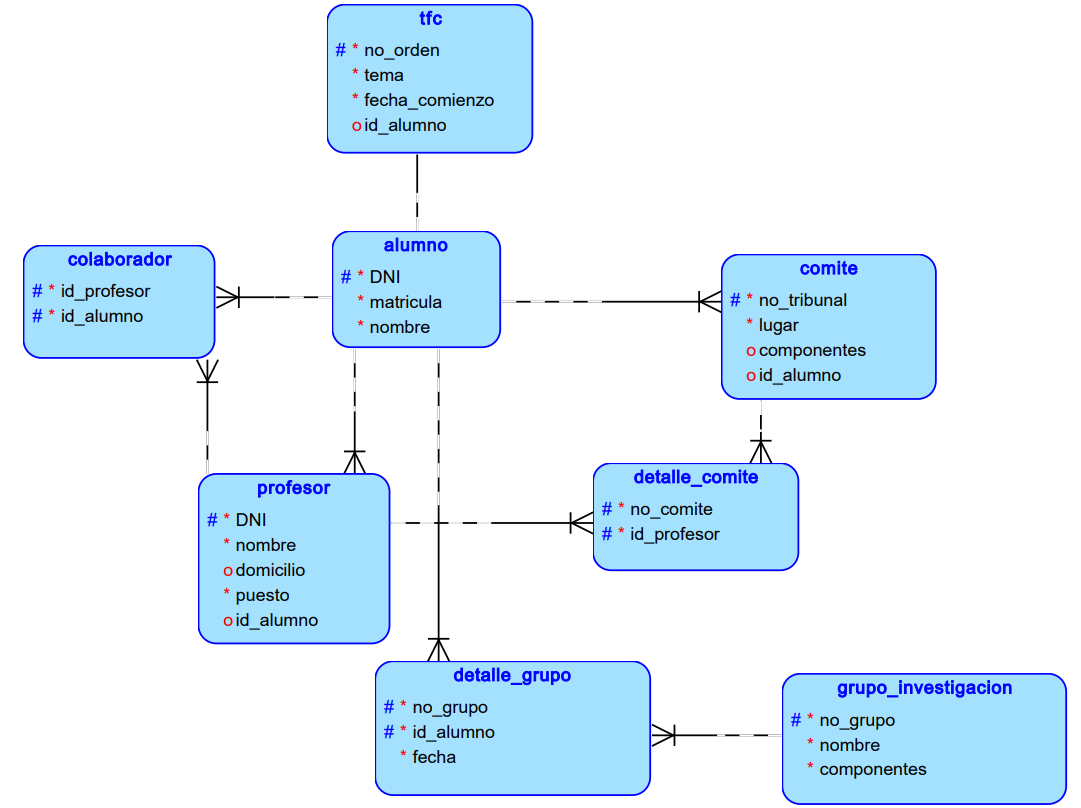 tfc
# * no_orden
* tema
* fecha_comienzo
o id_alumno
colaborador
# * id_profesor
# * id_alumno
alumno
# * DNI
* matricula
* nombre
comite
# * no_tribunal
* lugar
o componentes
o id_alumno
profesor
# * DNI
* nombre
o domicilio
* puesto
o id_alumno
detalle_comite
# * no_comite
# * id_profesor
detalle_grupo
# * no_grupo
# * id_alumno
* fecha
grupo_investigacion
# * no_grupo
* nombre
* componentes